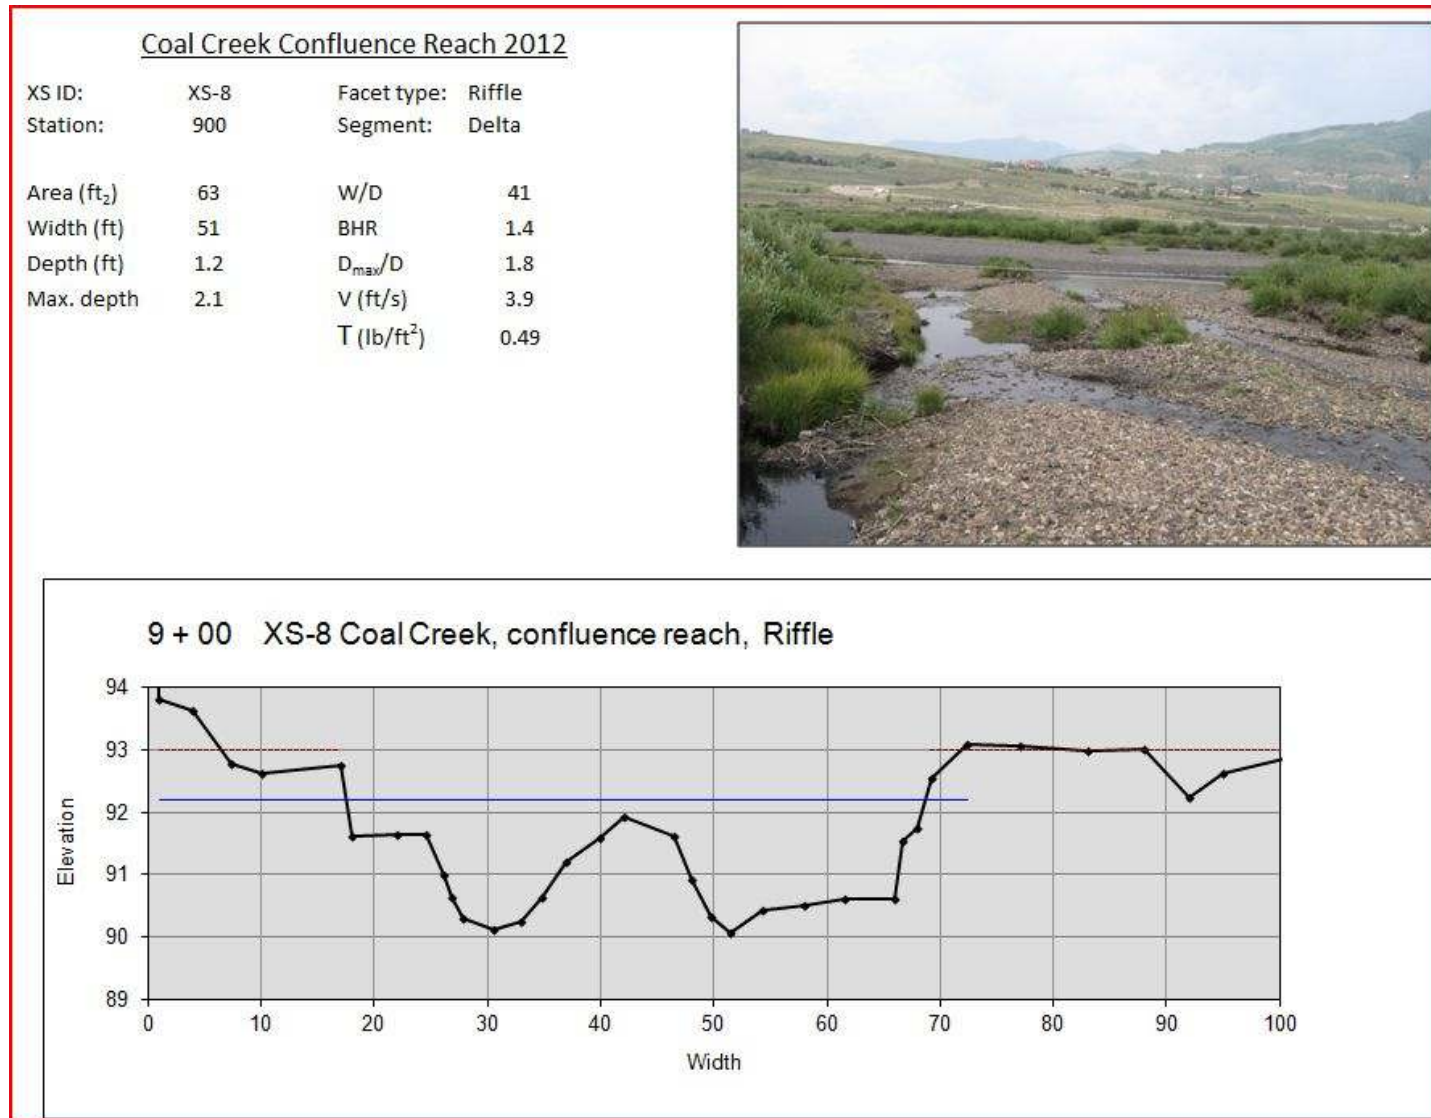 Coal Creek Confluence Reach 2012
XS ID: XS-8 Facet type: Riffle
Station: 900 Segment: Delta
Area (ft₂) 63 W/D 41
Width (ft) 51 BHR 1.4
Depth (ft) 1.2 Dmax/D 1.8
Max. depth 2.1 V (ft/s) 3.9
T (lb/ft²) 0.49
9 + 00 XS-8 Coal Creek, confluence reach, Riffle
94
93
92
91
90
89
Elevation
0 10 20 30 40 50 60 70 80 90 100
Width